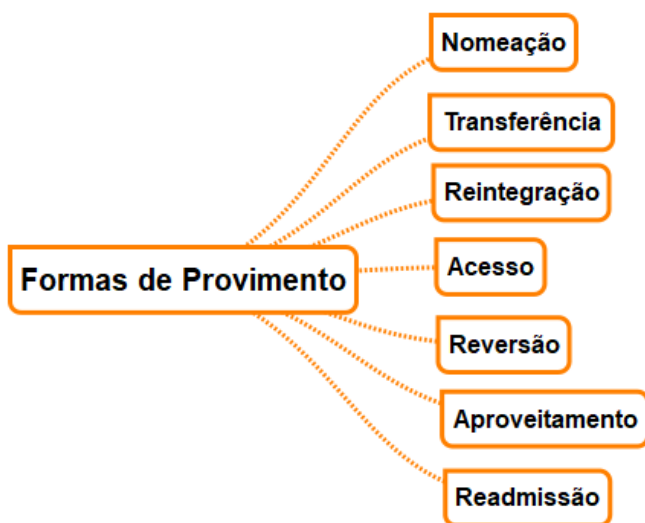 Nomeação
Transferência
Reintegração
Formas de Provimento
Acesso
Reversão
Aproveitamento
Readmissão